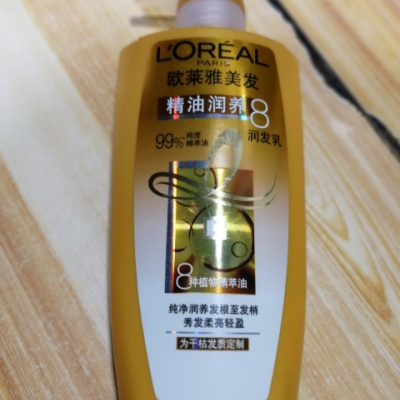 L'ORÉAL
PARIS
欧莱雅美发
精油润养8
润发乳
99%+纯度
精萃油
8种植物精萃油
纯净润养发根至发梢
秀发柔亮轻盈
为干枯发质定制